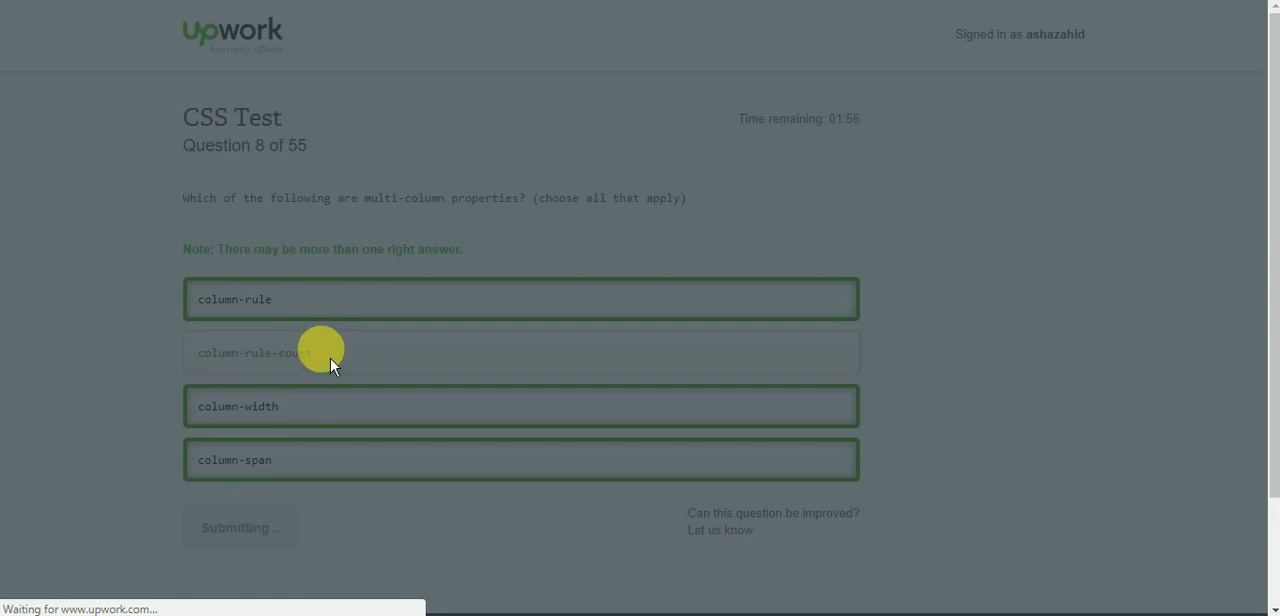 upwork
formerly oDesk
Signed in as ashazahid
CSS Test
Time remaining: 01:56
Question 8 of 55
Which of the following are multi-column properties? (choose all that apply)
Note: There may be more than one right answer.
column-rule
column-rule-count
column-width
column-span
Submitting ...
Can this question be improved?
Let us know
Waiting for www.upwork.com...